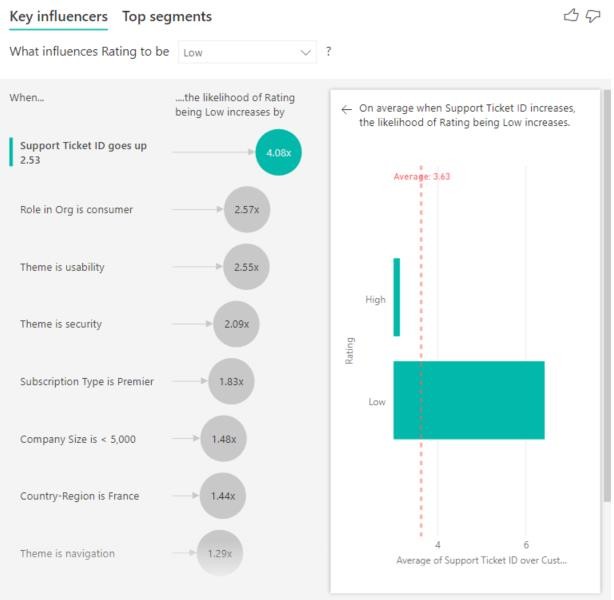 Key influencers Top segments
What influences Rating to be Low ?
When...
....the likelihood of Rating
being Low increases by
Support Ticket ID goes up
2.53
4.08x
Role in Org is consumer
2.57x
Theme is usability
2.55x
Theme is security
2.09x
Subscription Type is Premier
1.83x
Company Size is < 5,000
1.48x
Country-Region is France
1.44x
Theme is navigation
1.29x
On average when Support Ticket ID increases,
the likelihood of Rating being Low increases.
Average: 3.63
High
Low
Rating
4 6
Average of Support Ticket ID over Cust...